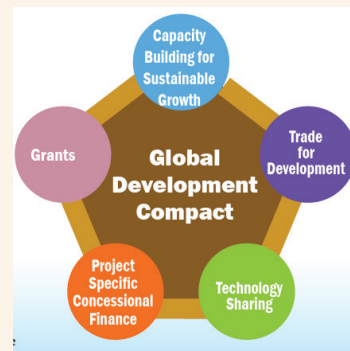 Capacity
Building for
Sustainable
Growth
Grants
Global
Development
Compact
Trade
for
Development
Project
Specific
Concessional
Finance
Technology
Sharing